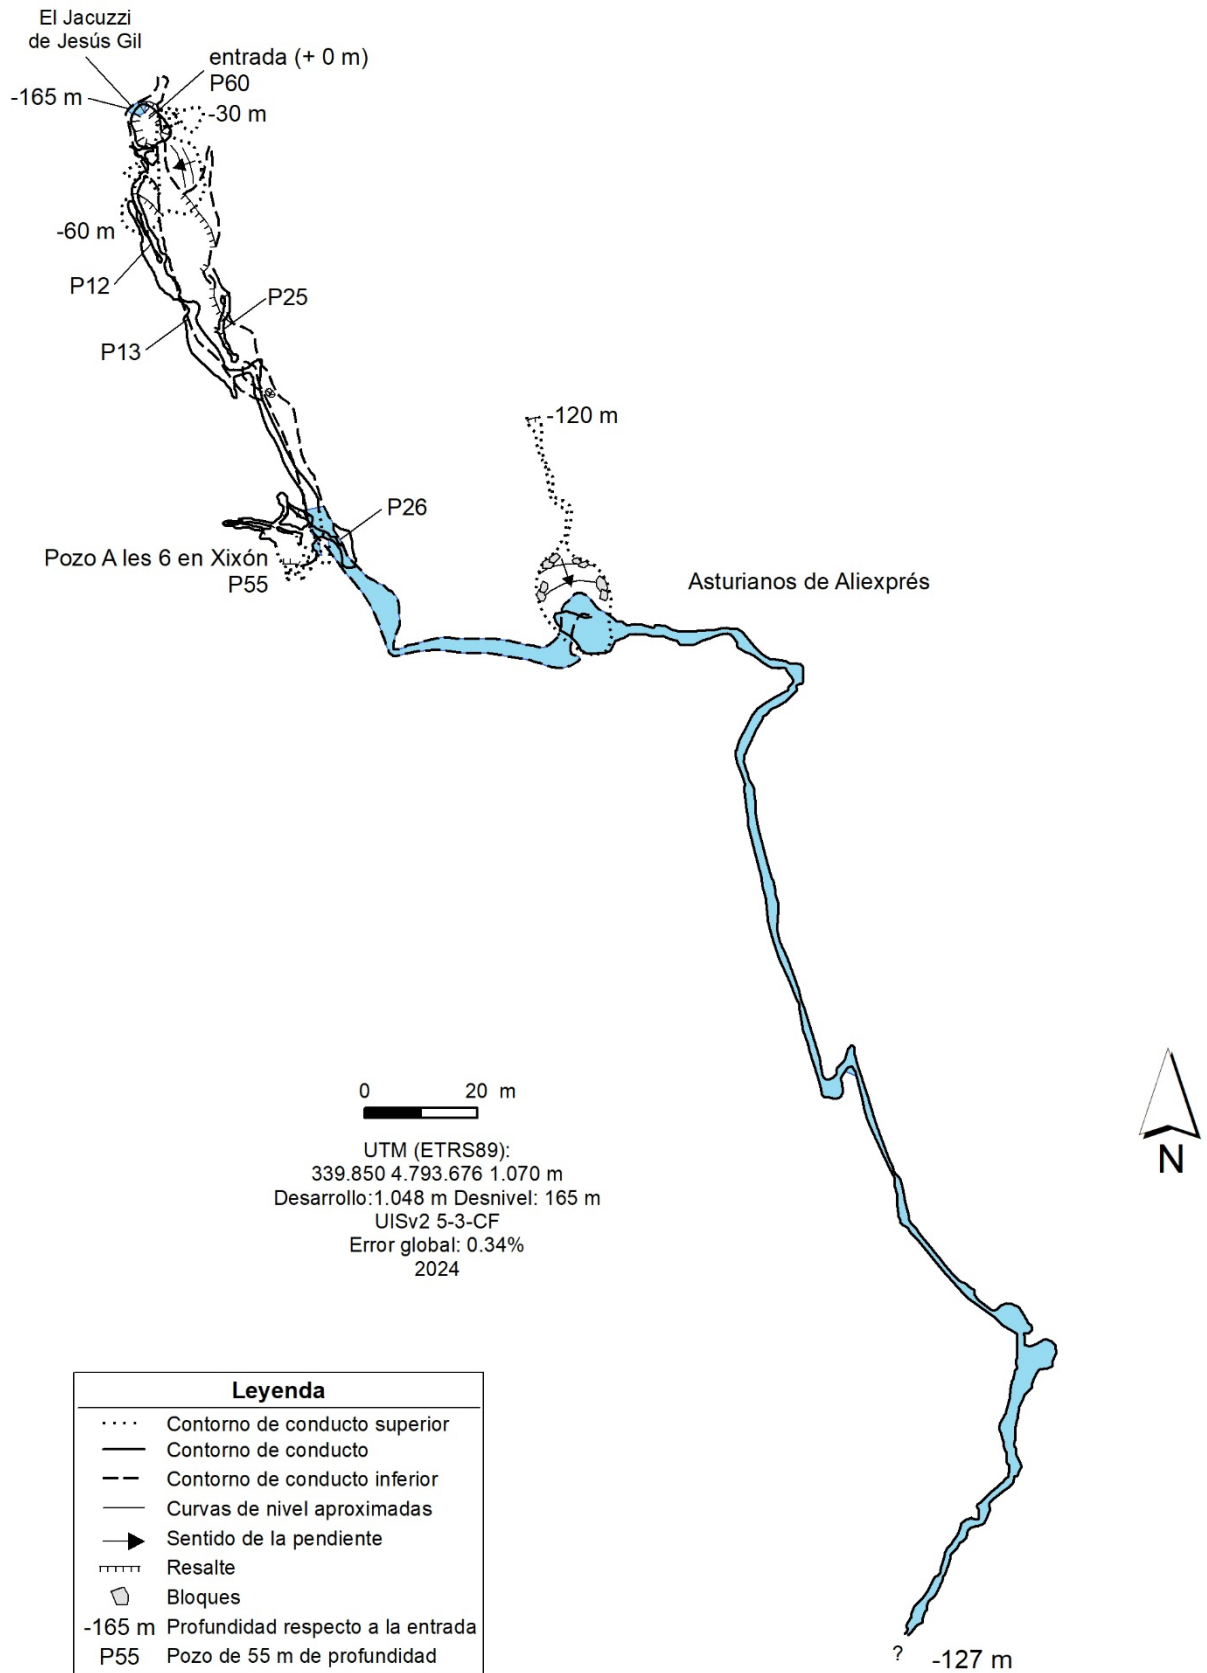 El Jacuzzi
de Jesús Gil
entrada (+ 0 m)
P60
-165 m
-30 m
-60 m
P12
P25
P13
-120 m
P26
Pozo A les 6 en Xixón
P55
Asturianos de Aliexprés
0 20 m
UTM (ETRS89):
339.850 4.793.676 1.070 m
Desarrollo:1.048 m Desnivel: 165 m
UISv2 5-3-CF
Error global: 0.34%
2024
N
Leyenda
Contorno de conducto superior
Contorno de conducto
Contorno de conducto inferior
Curvas de nivel aproximadas
Sentido de la pendiente
Resalte
Bloques
-165 m Profundidad respecto a la entrada
P55 Pozo de 55 m de profundidad
? -127 m